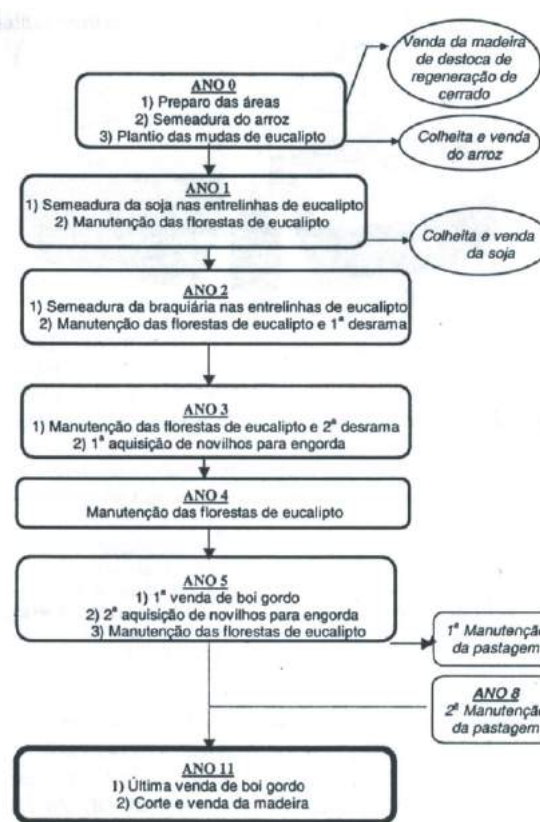 ANO 0
1) Preparo das áreas
2) Semeadura do arroz
3) Plantio das mudas de eucalipto
Venda da madeira
de destoca de
regeneração de
cerrado
Colheita e venda
do arroz
ANO 1
1) Semeadura da soja nas entrelinhas de eucalipto
2) Manutenção das florestas de eucalipto
Colheita e venda
da soja
ANO 2
1) Semeadura da braquiária nas entrelinhas de eucalipto
2) Manutenção das florestas de eucalipto e 1ª desrama
ANO 3
1) Manutenção das florestas de eucalipto e 2ª desrama
2) 1ª aquisição de novilhos para engorda
ANO 4
Manutenção das florestas de eucalipto
ANO 5
1) 1ª venda de boi gordo
2) 2ª aquisição de novilhos para engorda
3) Manutenção das florestas de eucalipto
1ª Manutenção
da pastagem
ANO 8
2ª Manutenção
da pastagem
ANO 11
1) Última venda de boi gordo
2) Corte e venda da madeira